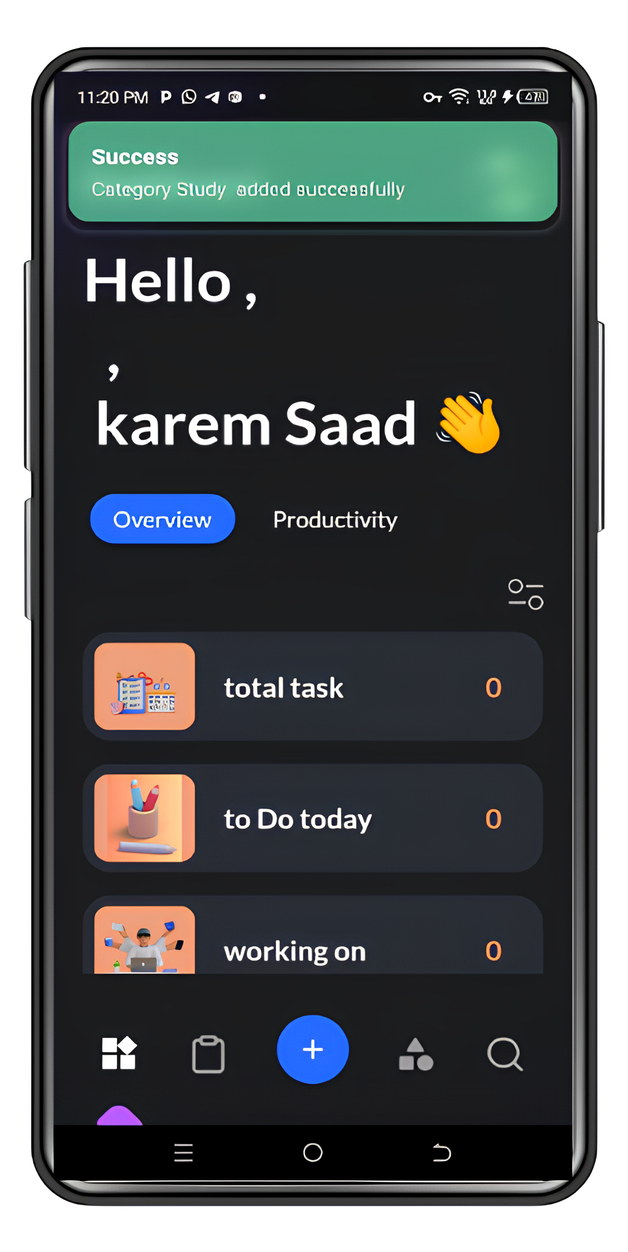 11:20 PM P
Success
Category Study added successfully
Hello ,
,
karem Saad 👋
Overview Productivity
total task 0
to Do today 0
working on 0
+